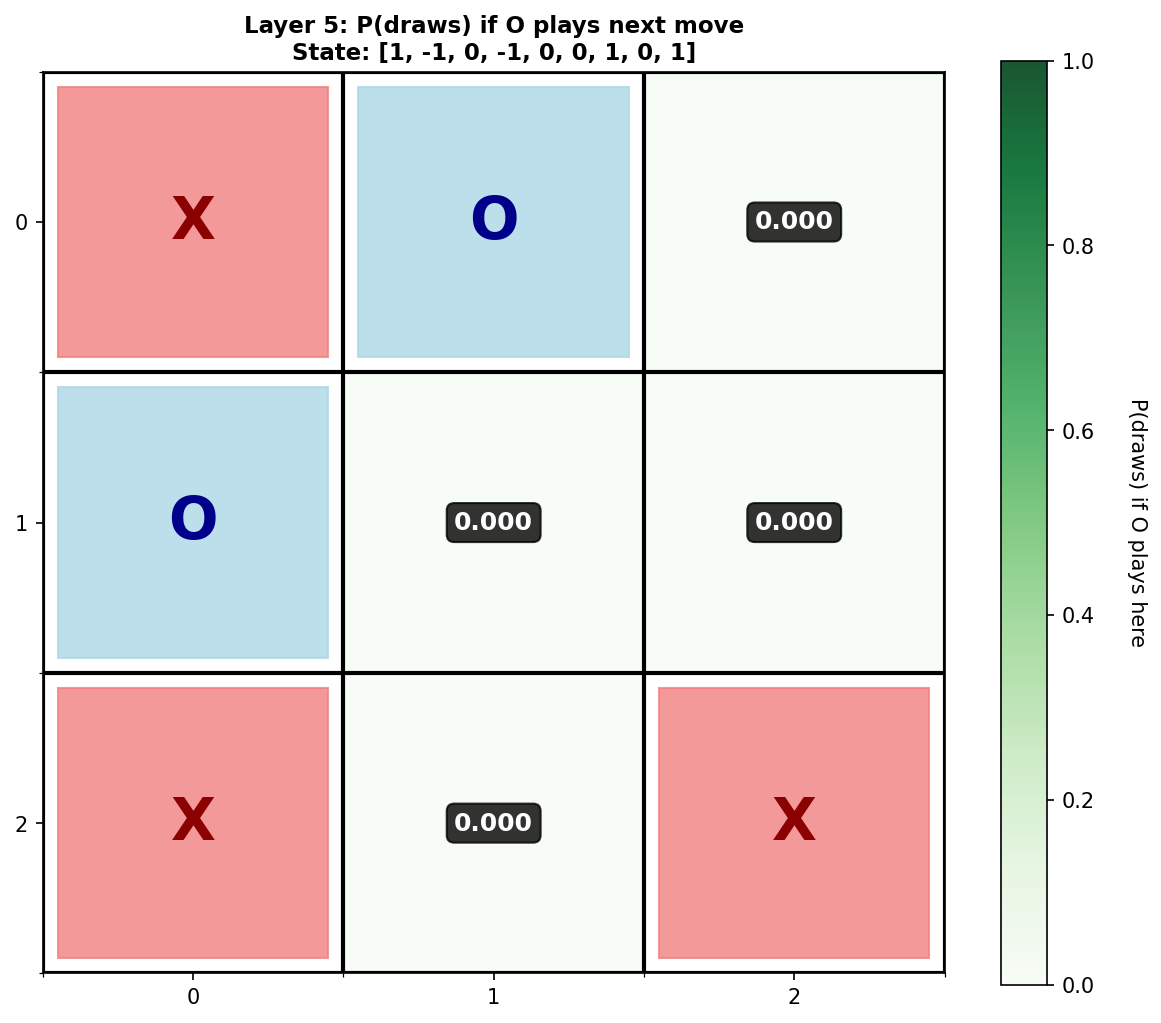 Layer 5: P(draws) if O plays next move
State: [1, -1, 0, -1, 0, 0, 1, 0, 1]
X
O
0.000
O
0.000
0.000
X
0.000
X
0
1
2
0
1
2
1.0
0.8
0.6
0.4
0.2
0.0
P(draws) if O plays here